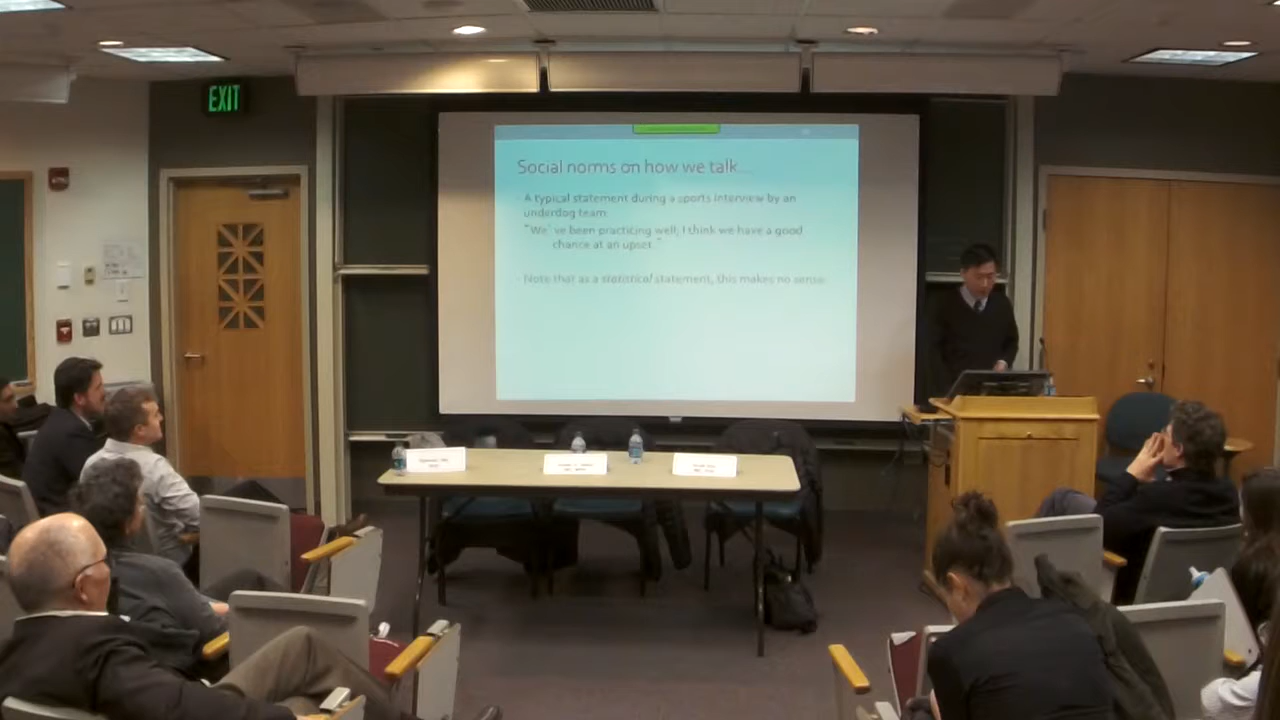 EXIT
Social norms on how we talk...
A typical statement during a sports interview by an
underdog team:
"We've been practicing well; I think we have a good
chance at an upset."
Note that as a statistical statement, this makes no sense.